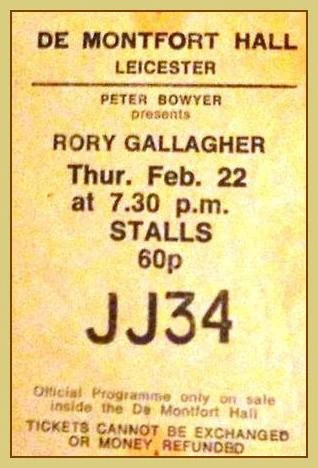 DE MONTFORT HALL
LEICESTER
PETER BOWYER
presents
RORY GALLAGHER
Thur. Feb. 22
at 7.30 p.m.
STALLS
60p
JJ34
Official Programme only on sale
inside the De Montfort Hall
TICKETS CANNOT BE EXCHANGED
OR MONEY REFUNDED